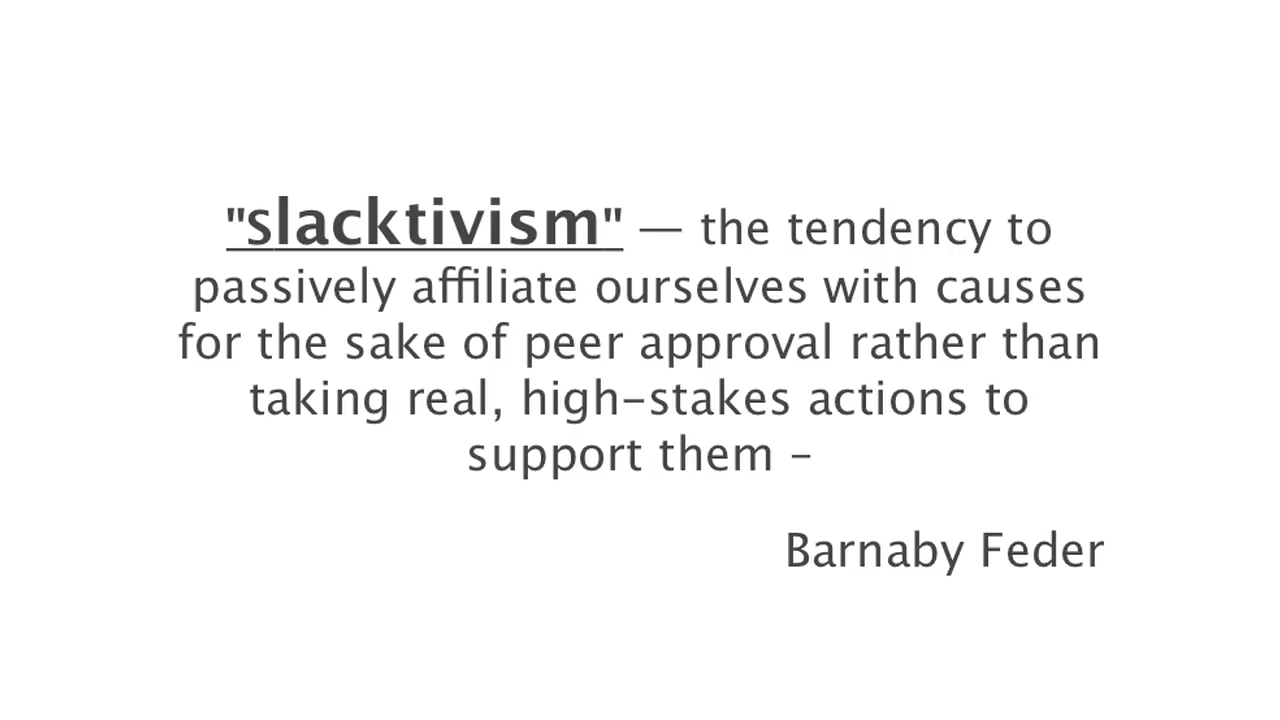 "slacktivism" — the tendency to
passively affiliate ourselves with causes
for the sake of peer approval rather than
taking real, high-stakes actions to
support them –
Barnaby Feder